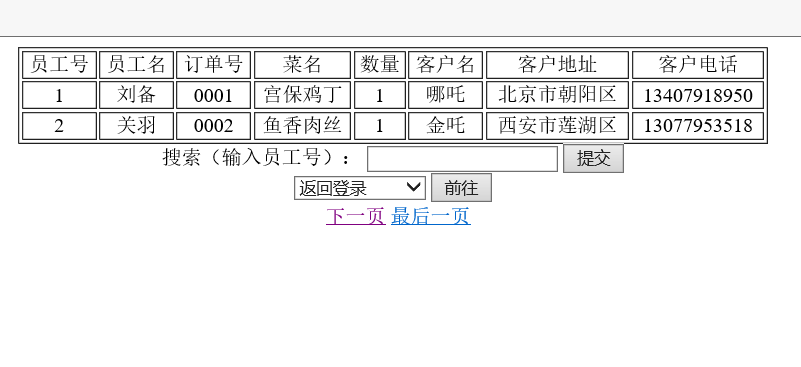 员工号 员工名 订单号 菜名 数量 客户名 客户地址 客户电话
1 刘备 0001 宫保鸡丁 1 哪吒 北京市朝阳区 13407918950
2 关羽 0002 鱼香肉丝 1 金吒 西安市莲湖区 13077953518
搜索（输入员工号）： 提交
返回登录 前往
下一页 最后一页